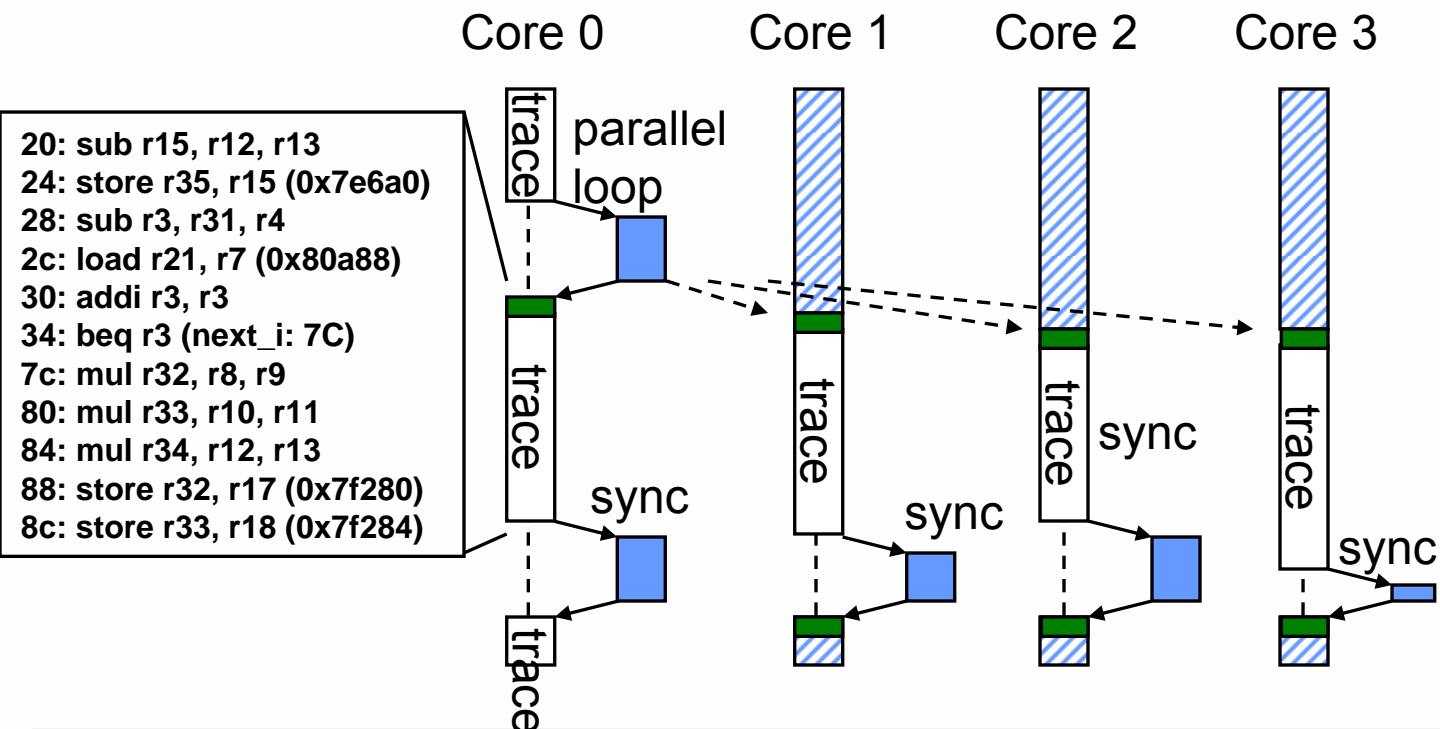 Core 0
Core 1
Core 2
Core 3
trace
parallel
loop
20: sub r15, r12, r13
24: store r35, r15 (0x7e6a0)
28: sub r3, r31, r4
2c: load r21, r7 (0x80a88)
30: addi r3, r3
34: beq r3 (next_i: 7C)
7c: mul r32, r8, r9
80: mul r33, r10, r11
84: mul r34, r12, r13
88: store r32, r17 (0x7f280)
8c: store r33, r18 (0x7f284)
trace
trace
trace
trace
sync
sync
sync
sync
trace